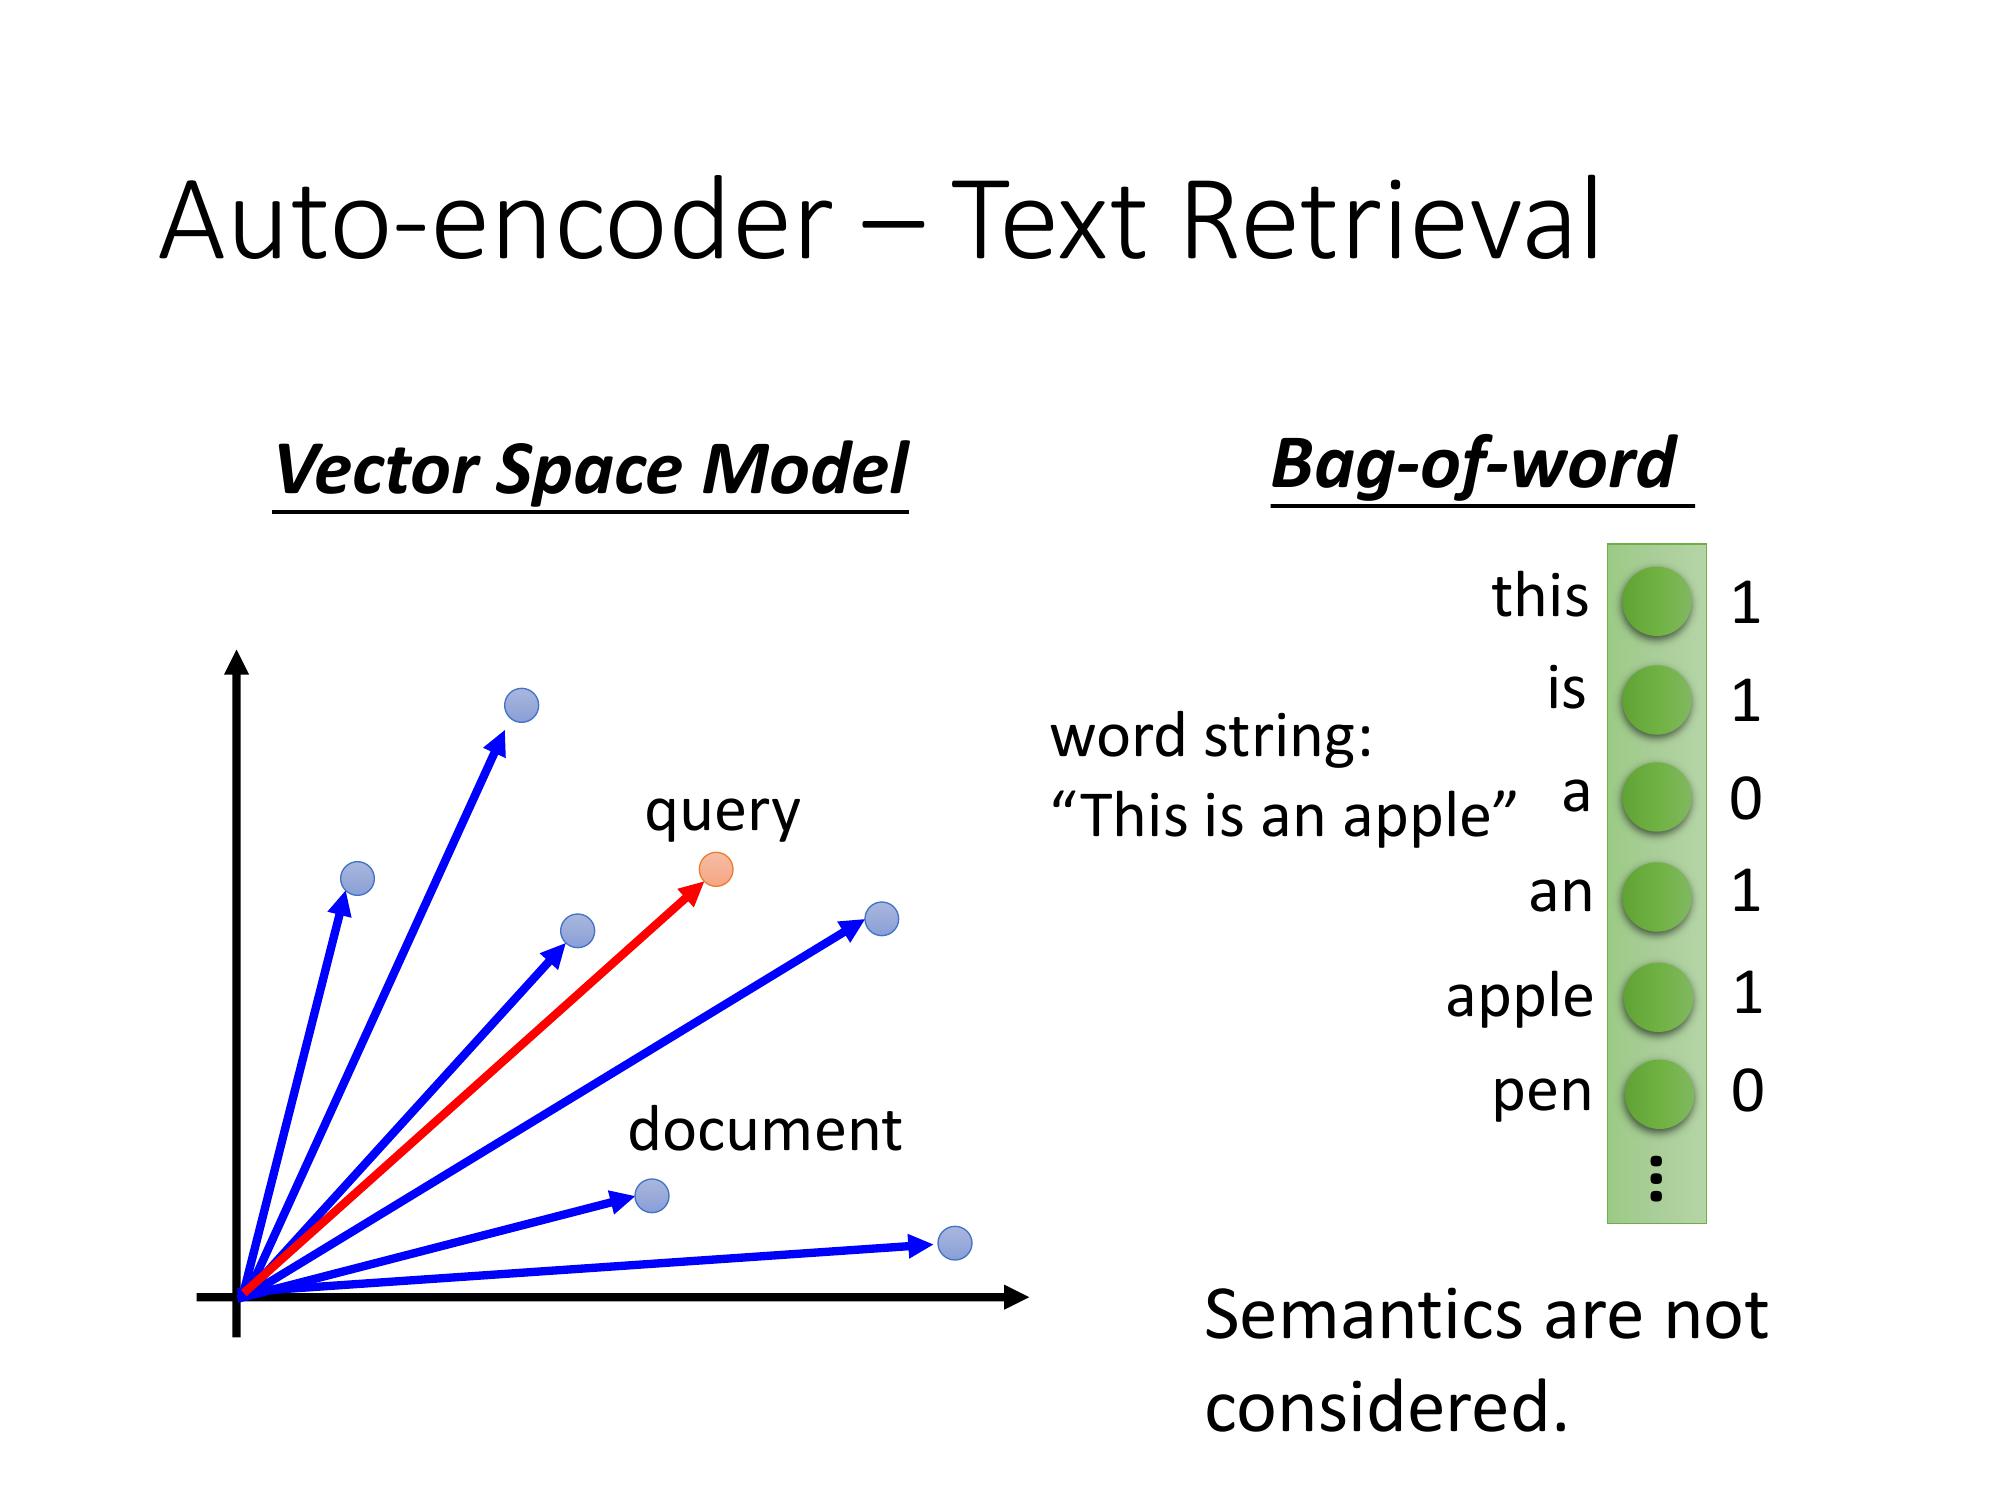 Auto-encoder – Text Retrieval
Vector Space Model
query
document
Bag-of-word
word string:
“This is an apple”
this 1
is 1
a 0
an 1
apple 1
pen 0
…
Semantics are not
considered.